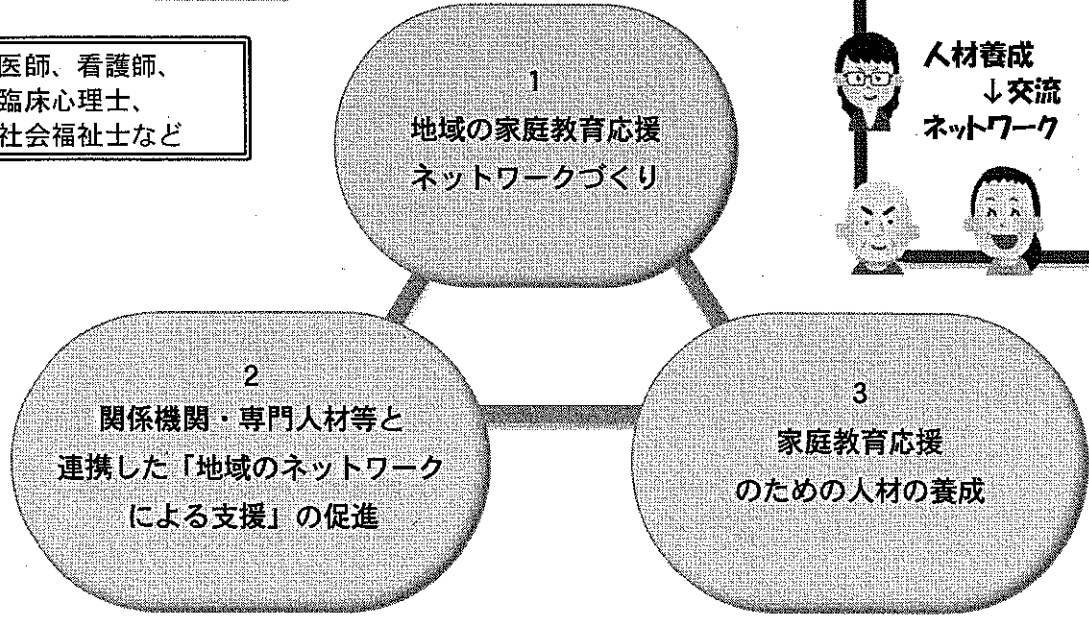 医師、看護師、
臨床心理士、
社会福祉士など
人材養成
↓交流
ネットワーク
1
地域の家庭教育応援
ネットワークづくり
2
関係機関・専門人材等と
連携した「地域のネットワーク
による支援」の促進
3
家庭教育応援
のための人材の養成